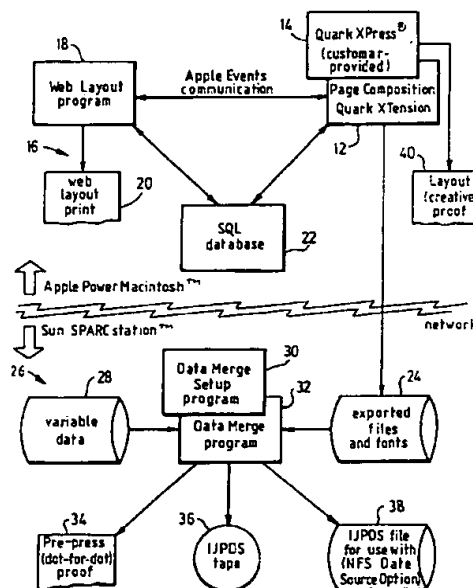 14
Quark XPress®
(customar-
provided)
18
Web Layout
program
Apple Events
communication
Page Composition
Quark XTension
16
12
40
web
layout
print
20
Layout
(creative
proof
SQL
database
22
Apple Power Macintosh™
network
Sun SPARCstation™
26
28
30
Data Merge
Setup
program
32
24
variable
data
Data Merge
program
exported
files
and fonts
34
36
38
Pre-press
(dot-for-dot)
proof
IJPDS
tape
IJPDS file
for use with
(NFS Date
Source Option)